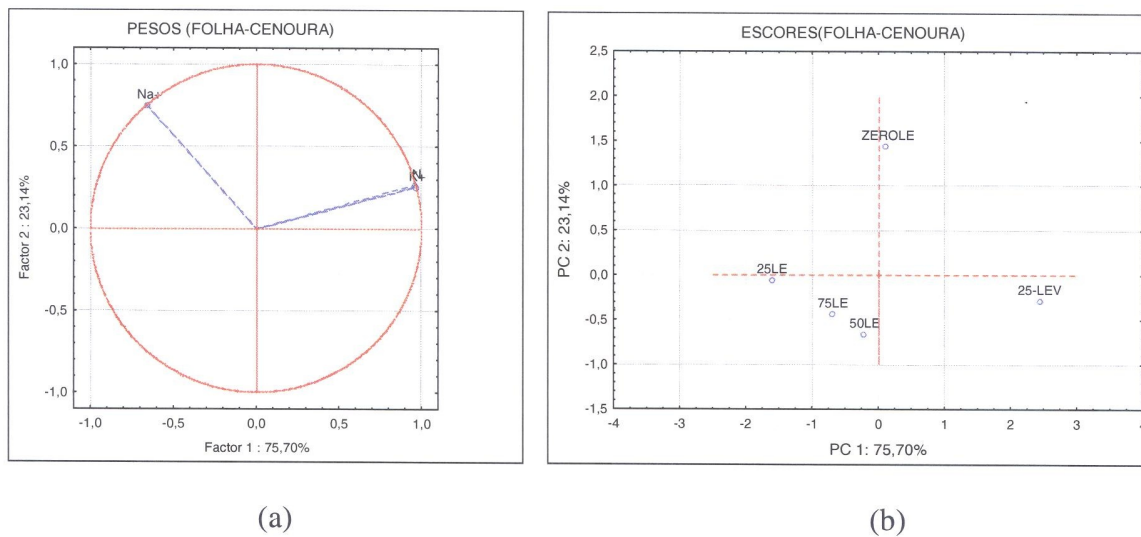 PESOS (FOLHA-CENOURA)
1,0
0,5
0,0
-0,5
-1,0
Na+
-1,0 -0,5 0,0 0,5 1,0
Factor 2 : 23,14%
Factor 1 : 75,70%
(a)
ESCORES(FOLHA-CENOURA)
2,5
2,0
1,5
1,0
0,5
0,0
-0,5
-1,0
-1,5
ZEROLE
25LE
75LE
50LE
25-LEV
-4 -3 -2 -1 0 1 2 3 4
PC 2: 23,14%
PC 1: 75,70%
(b)